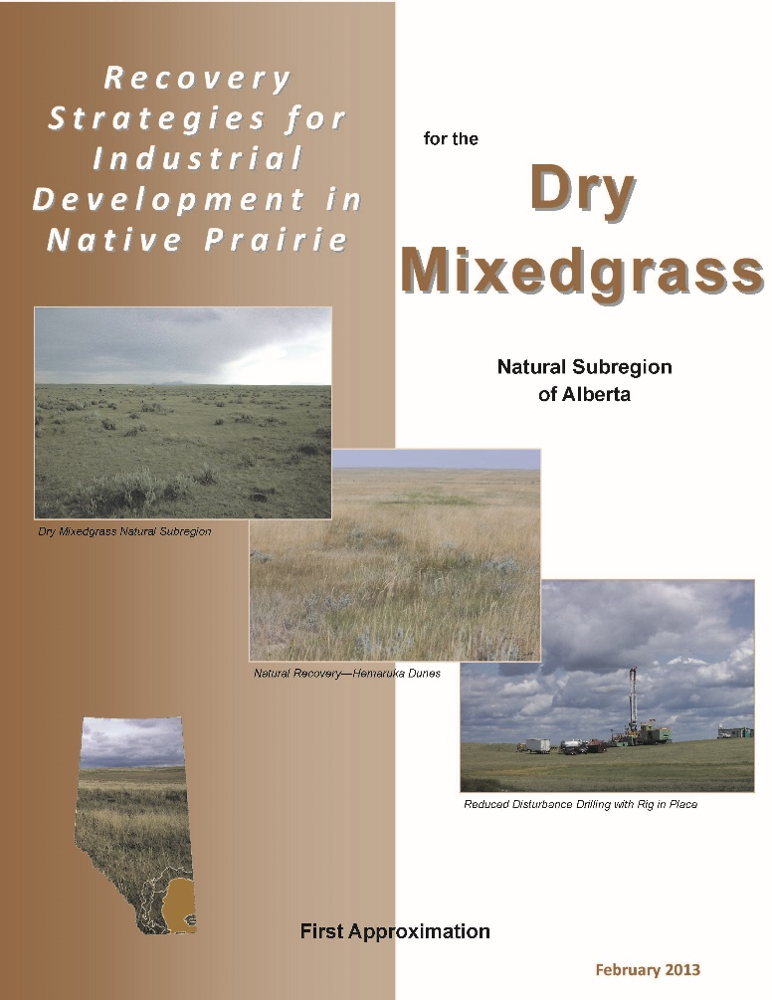 Recovery
Strategies for
Industrial
Development in
Native Prairie
for the
Dry
Mixedgrass
Natural Subregion
of Alberta
Dry Mixedgrass Natural Subregion
Natural Recovery—Hemaruka Dunes
Reduced Disturbance Drilling with Rig in Place
First Approximation
February 2013